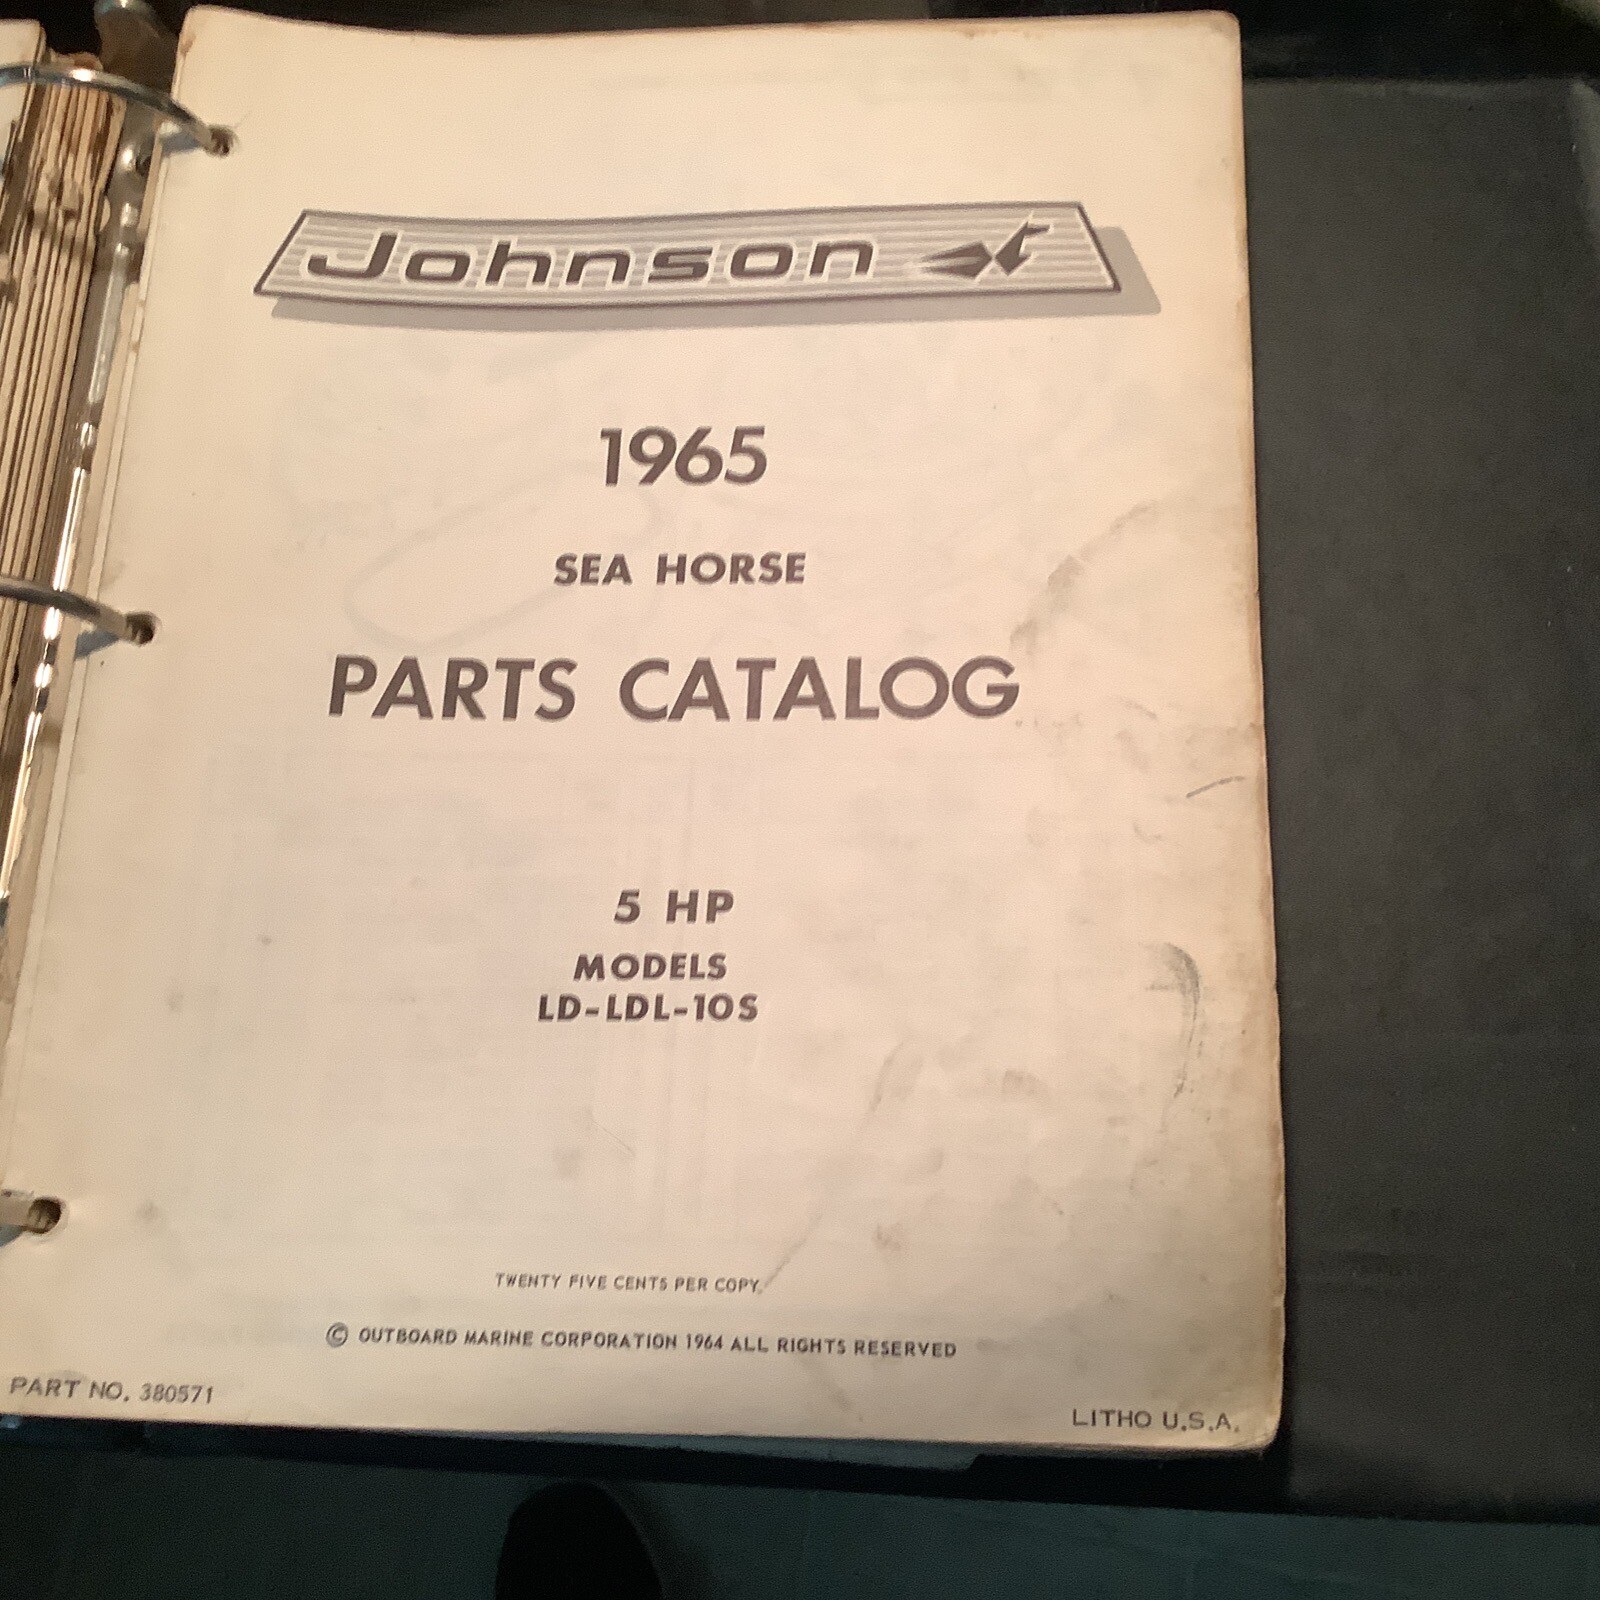 Johnson
1965
SEA HORSE
PARTS CATALOG
5 HP
MODELS
LD-LDL-10S
TWENTY FIVE CENTS PER COPY.
© OUTBOARD MARINE CORPORATION 1964 ALL RIGHTS RESERVED
PART NO. 380571
LITHO U.S.A.